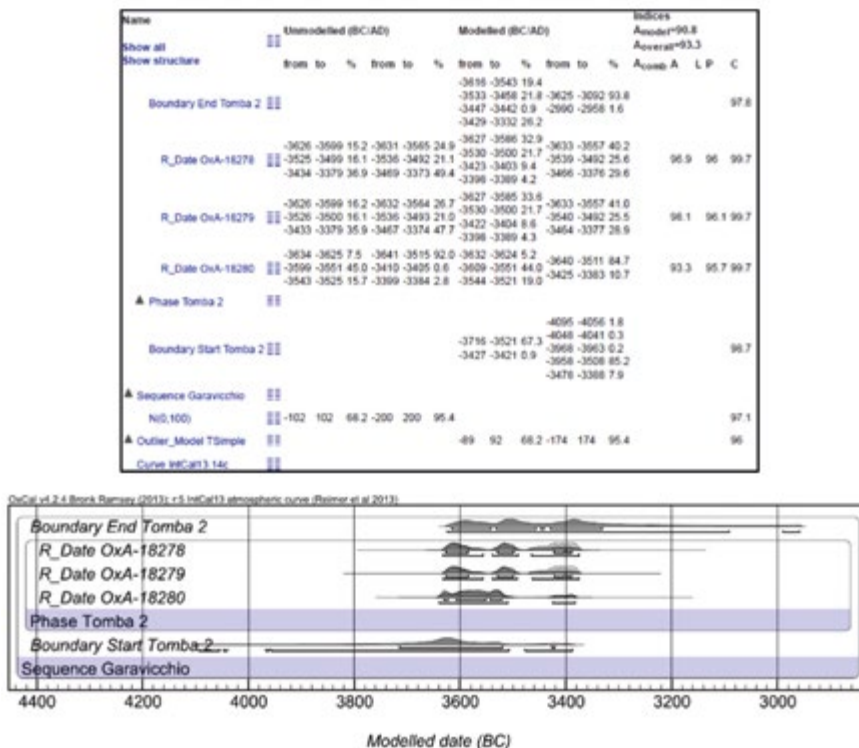 Name
Unmodelled (BC/AD) Modelled (BC/AD) Indices
Amodel=90.8
Show all Aoverall=93.3
Show structure from to % from to % from to % from to % Acomb A L P C
-3616 -3543 19.4
-3533 -3458 21.8 -3625 -3092 93.8
Boundary End Tomba 2 97.8
-3447 -3442 0.9 -2990 -2958 1.6
-3429 -3332 26.2
-3627 -3586 32.9
-3626 -3599 15.2 -3631 -3565 24.9 -3530 -3500 21.7 -3633 -3557 40.2
R_Date OxA-18278 -3525 -3499 16.1 -3536 -3492 21.1 -3423 -3403 9.4 -3539 -3492 25.6 96.9 96 99.7
-3434 -3379 36.9 -3469 -3373 49.4 -3398 -3389 4.2 -3466 -3376 29.6
-3627 -3585 33.6
-3626 -3599 16.2 -3632 -3564 26.7 -3530 -3500 21.7 -3633 -3557 41.0
R_Date OxA-18279 -3526 -3500 16.1 -3536 -3493 21.0 -3422 -3404 8.6 -3540 -3492 25.5 98.1 96.1 99.7
-3433 -3379 35.9 -3467 -3374 47.7 -3398 -3389 4.3 -3464 -3377 28.9
-3634 -3625 7.5 -3641 -3515 92.0 -3632 -3624 5.2 -3640 -3511 84.7
R_Date OxA-18280 -3599 -3551 45.0 -3410 -3405 0.6 -3609 -3551 44.0 93.3 95.7 99.7
-3543 -3525 15.7 -3399 -3384 2.8 -3544 -3521 19.0 -3425 -3383 10.7
Phase Tomba 2
-4095 -4056 1.8
-3716 -3521 67.3 -4046 -4041 0.3
Boundary Start Tomba 2 -3968 -3963 0.2 98.7
-3427 -3421 0.9 -3958 -3508 85.2
-3478 -3388 7.9
Sequence Garavicchio
N(0,100) -102 102 68.2 -200 200 95.4 97.1
Outlier_Model TSimple -89 92 68.2 -174 174 95.4 96
Curve IntCal13.14c
OxCal v4.2.4 Bronk Ramsey (2013); r:5 IntCal13 atmospheric curve (Reimer et al 2013)
Boundary End Tomba 2
R_Date OxA-18278
R_Date OxA-18279
R_Date OxA-18280
Phase Tomba 2
Boundary Start Tomba 2
Sequence Garavicchio
4400 4200 4000 3800 3600 3400 3200 3000
Modelled date (BC)